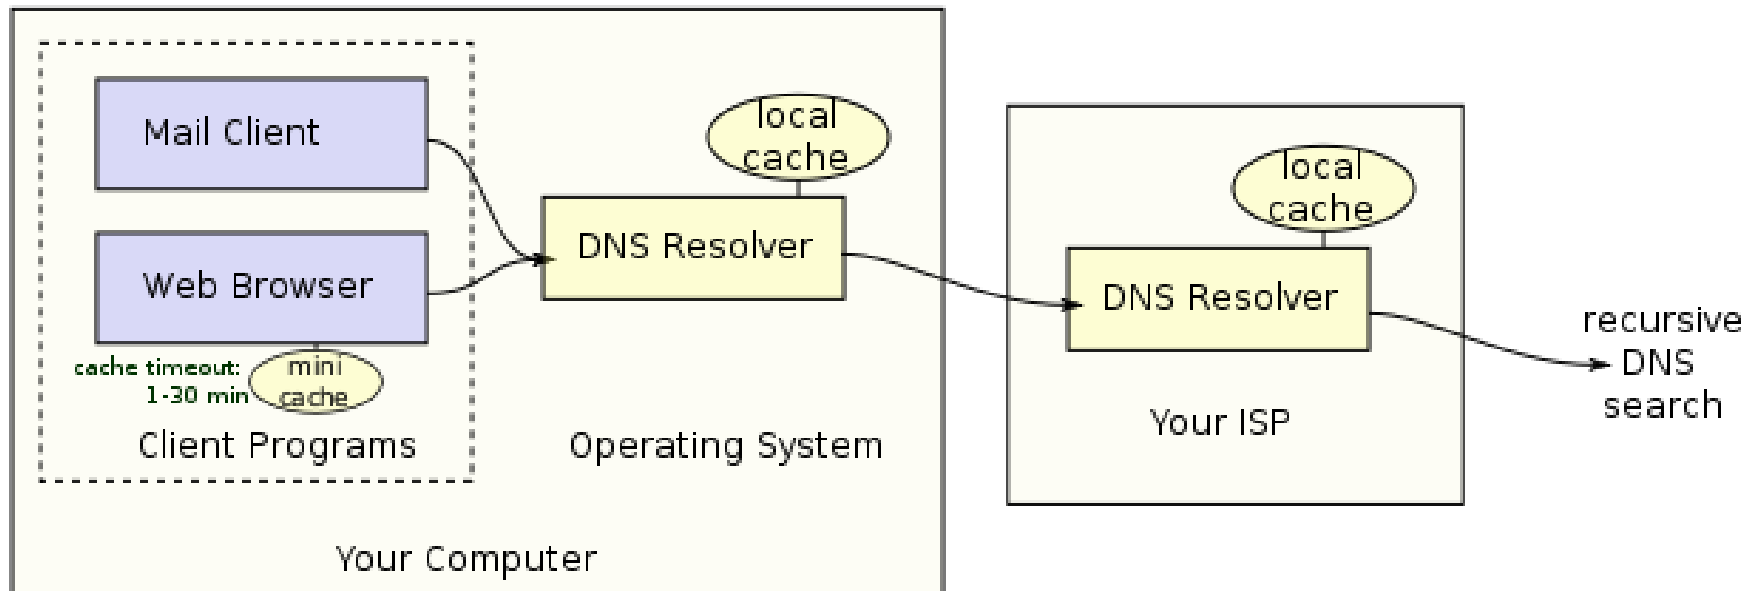 Mail Client
Web Browser
cache timeout:
1-30 min
mini
cache
Client Programs
local
cache
DNS Resolver
Operating System
Your Computer
local
cache
DNS Resolver
Your ISP
recursive
DNS
search